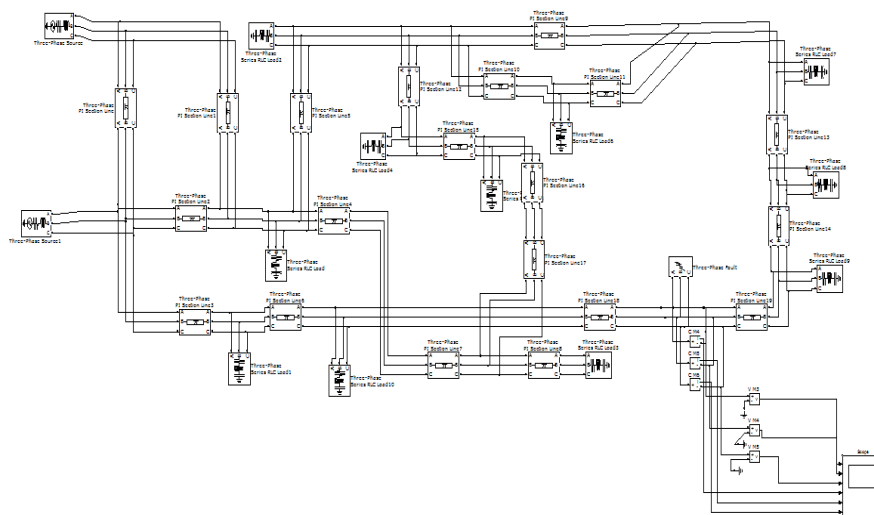 Three-Phase Source
Three-Phase
PI Section Line
Three-Phase
PI Section Line1
Three-Phase
Series RLC Load2
Three-Phase
PI Section Line5
Three-Phase
PI Section Line9
Three-Phase
PI Section Line12
Three-Phase
PI Section Line10
Three-Phase
PI Section Line11
Three-Phase
Series RLC Load7
Three-Phase
Series RLC Load4
Three-Phase
PI Section Line15
Three-Phase
Three-Phase
PI Section Line13
Three-Phase
PI Section Line16
Three-Phase
Series RLC Load8
Three-Phase Source1
Three-Phase
PI Section Line2
Three-Phase
PI Section Line4
Three-Phase
PI Section Line14
Three-Phase
Series RLC Load
Three-Phase
PI Section Line17
Three-Phase Fault
Three-Phase
Series RLC Load9
Three-Phase
PI Section Line3
Three-Phase
PI Section Line6
Three-Phase
PI Section Line18
Three-Phase
PI Section Line19
Three-Phase
Series RLC Load1
Three-Phase
Series RLC Load10
Three-Phase
PI Section Line7
Three-Phase
PI Section Line8
Three-Phase
Series RLC Load3
V M3
V M4
V M5